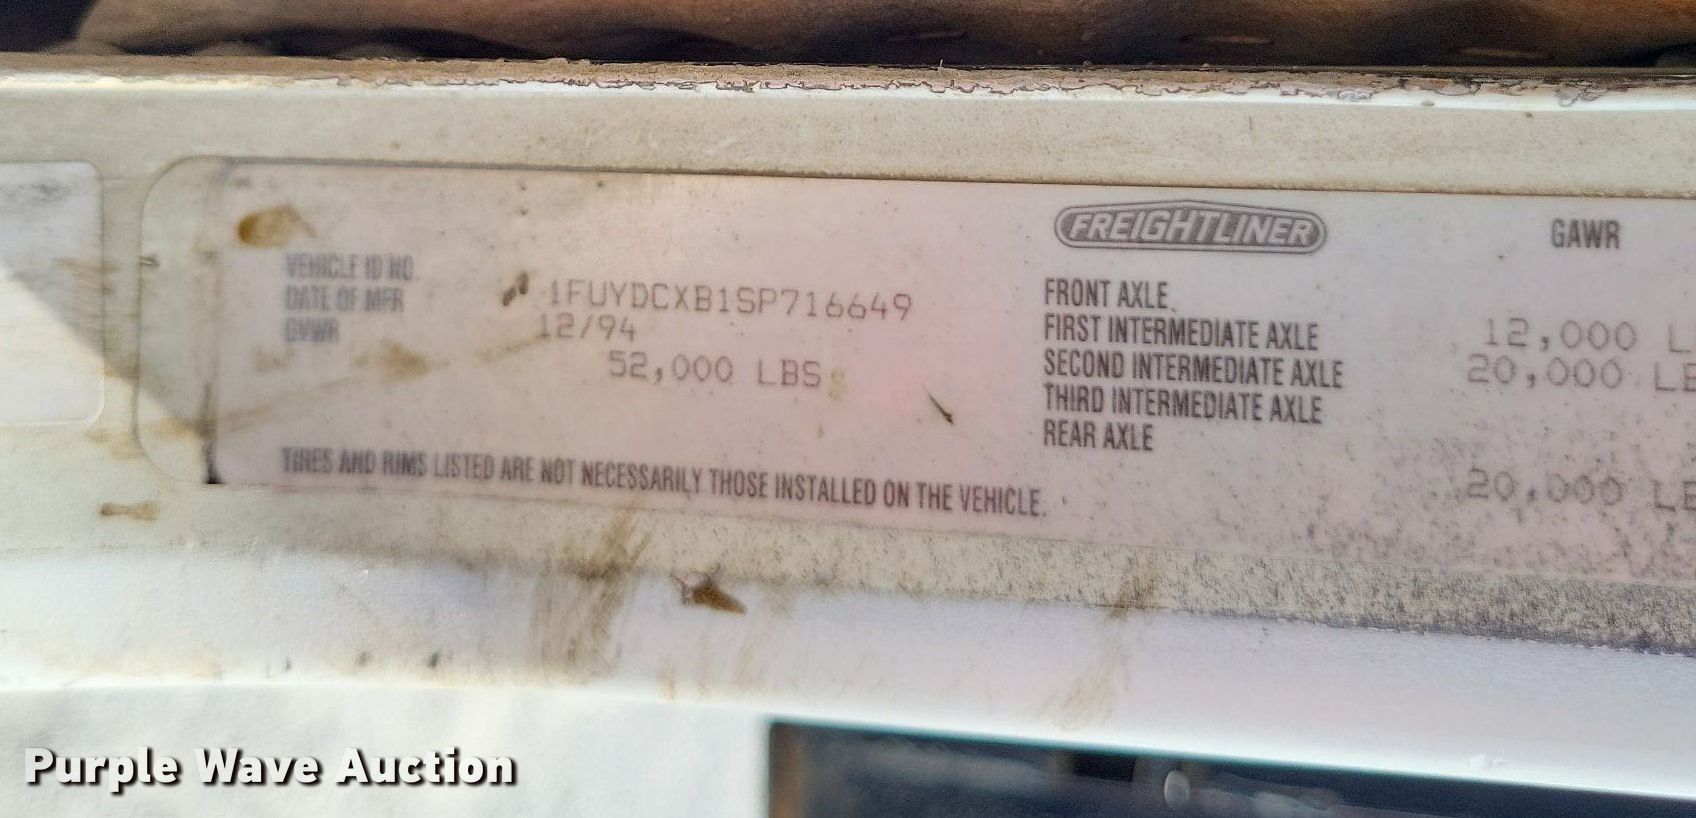 FREIGHTLINER
GAWR
VEHICLE ID NO. 1FUYDCXB1SP716649
DATE OF MFR 12/94
GVWR 52,000 LBS
FRONT AXLE 12,000 L
FIRST INTERMEDIATE AXLE 20,000 LB
SECOND INTERMEDIATE AXLE
THIRD INTERMEDIATE AXLE
REAR AXLE 20,000 LB
TIRES AND RIMS LISTED ARE NOT NECESSARILY THOSE INSTALLED ON THE VEHICLE.
Purple Wave Auction